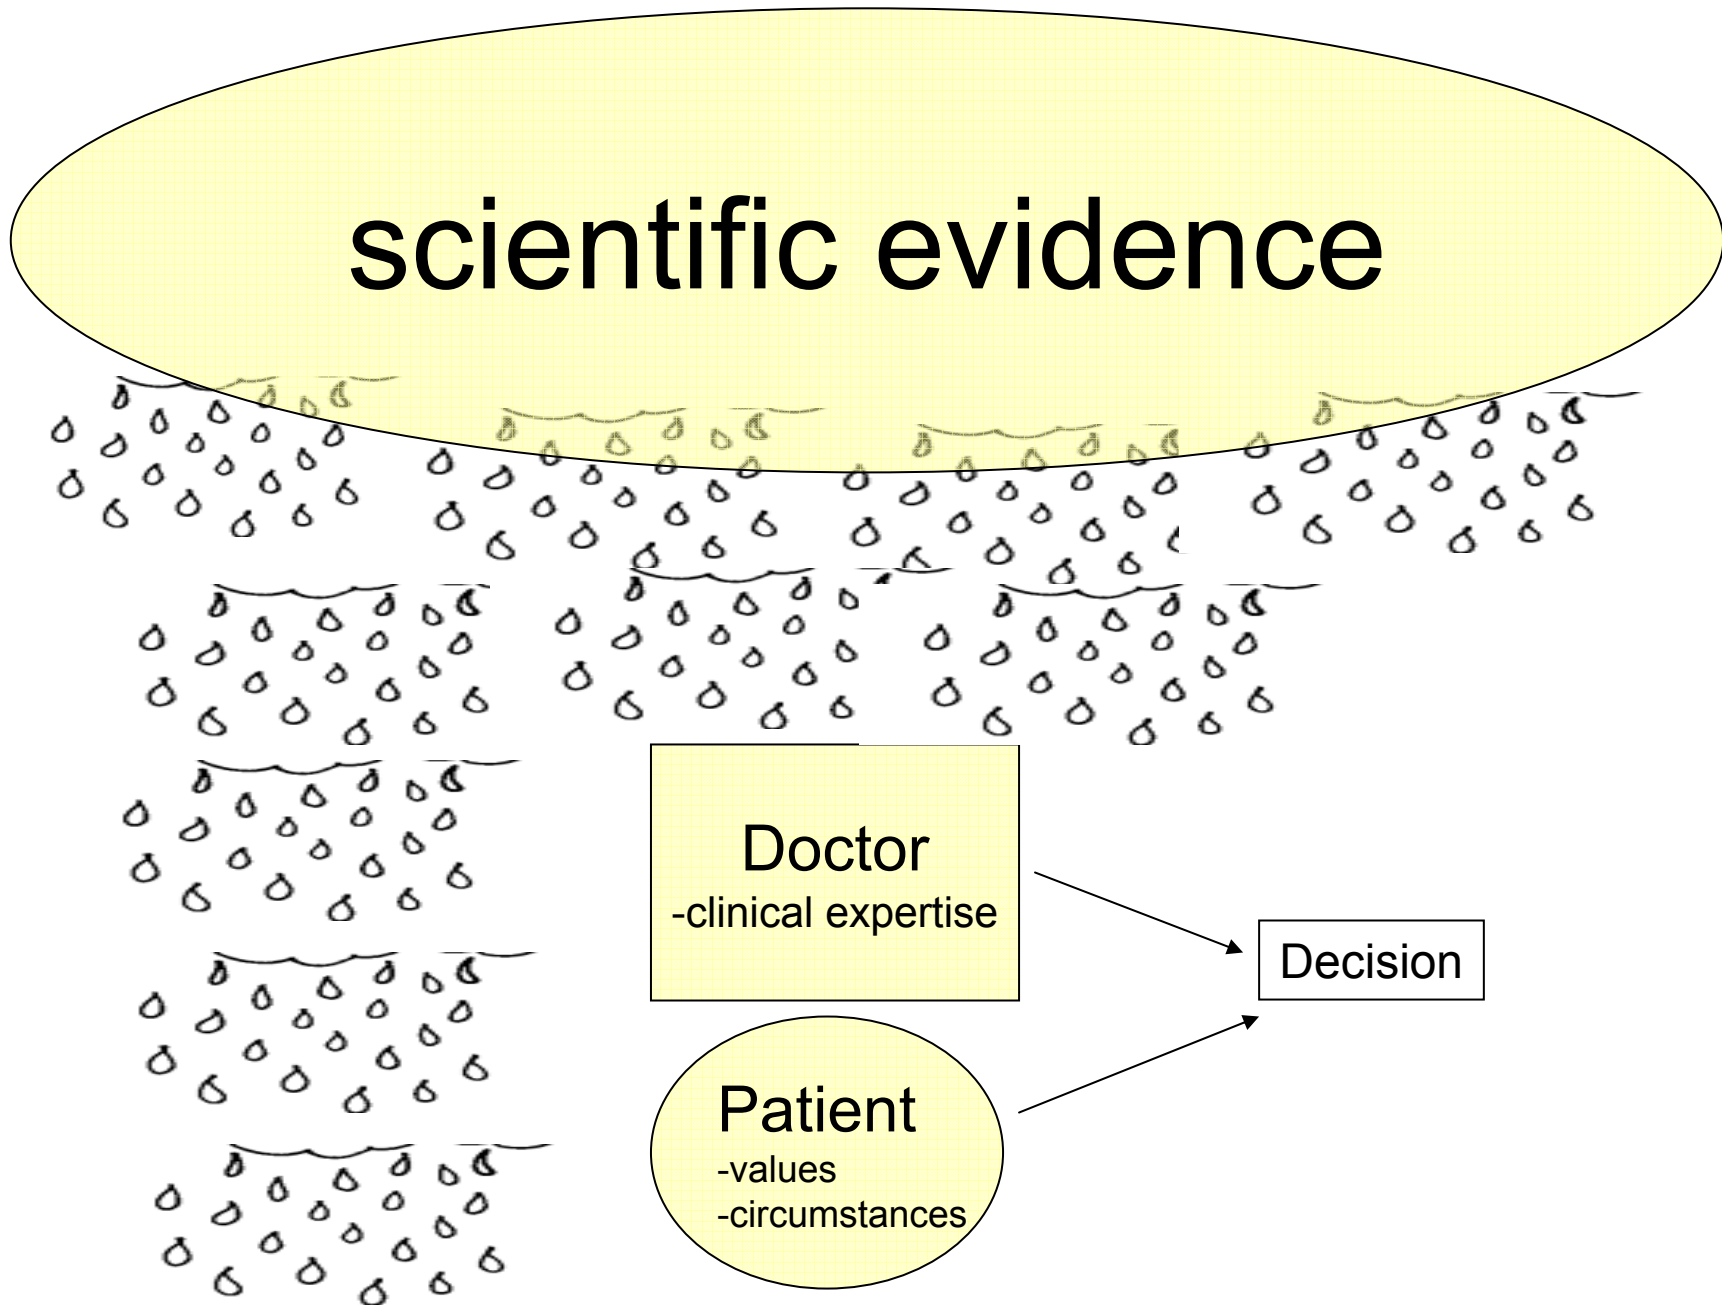 scientific evidence
Doctor
-clinical expertise
Decision
Patient
-values
-circumstances